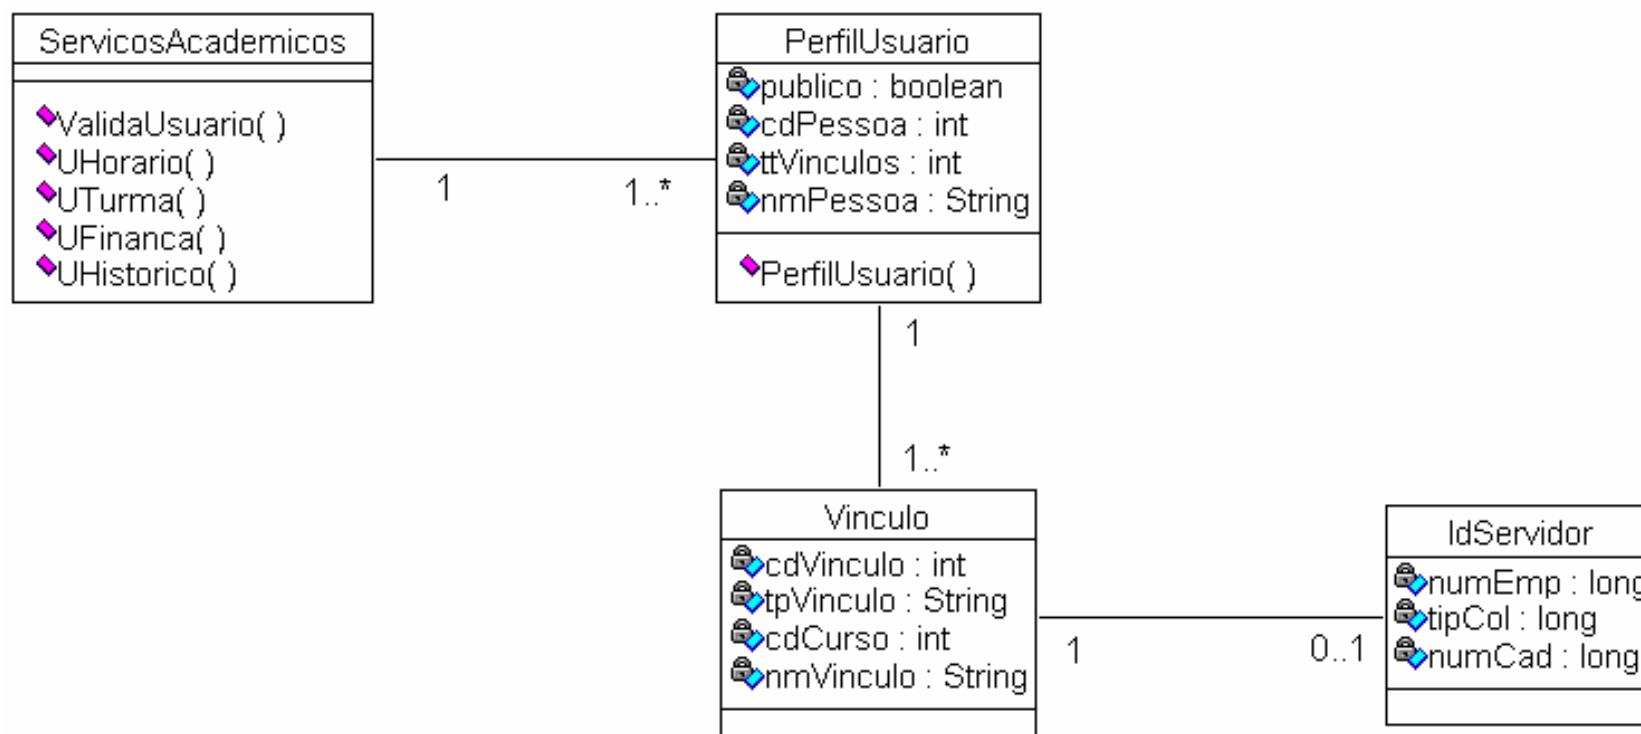 ServicosAcademicos
ValidaUsuario( )
UHorario( )
UTurma( )
UFinanca( )
UHistorico( )
1
1..*
PerfilUsuario
publico : boolean
cdPessoa : int
ttVinculos : int
nmPessoa : String
PerfilUsuario( )
1
1..*
Vinculo
cdVinculo : int
tpVinculo : String
cdCurso : int
nmVinculo : String
1
0..1
IdServidor
numEmp : long
tipCol : long
numCad : long